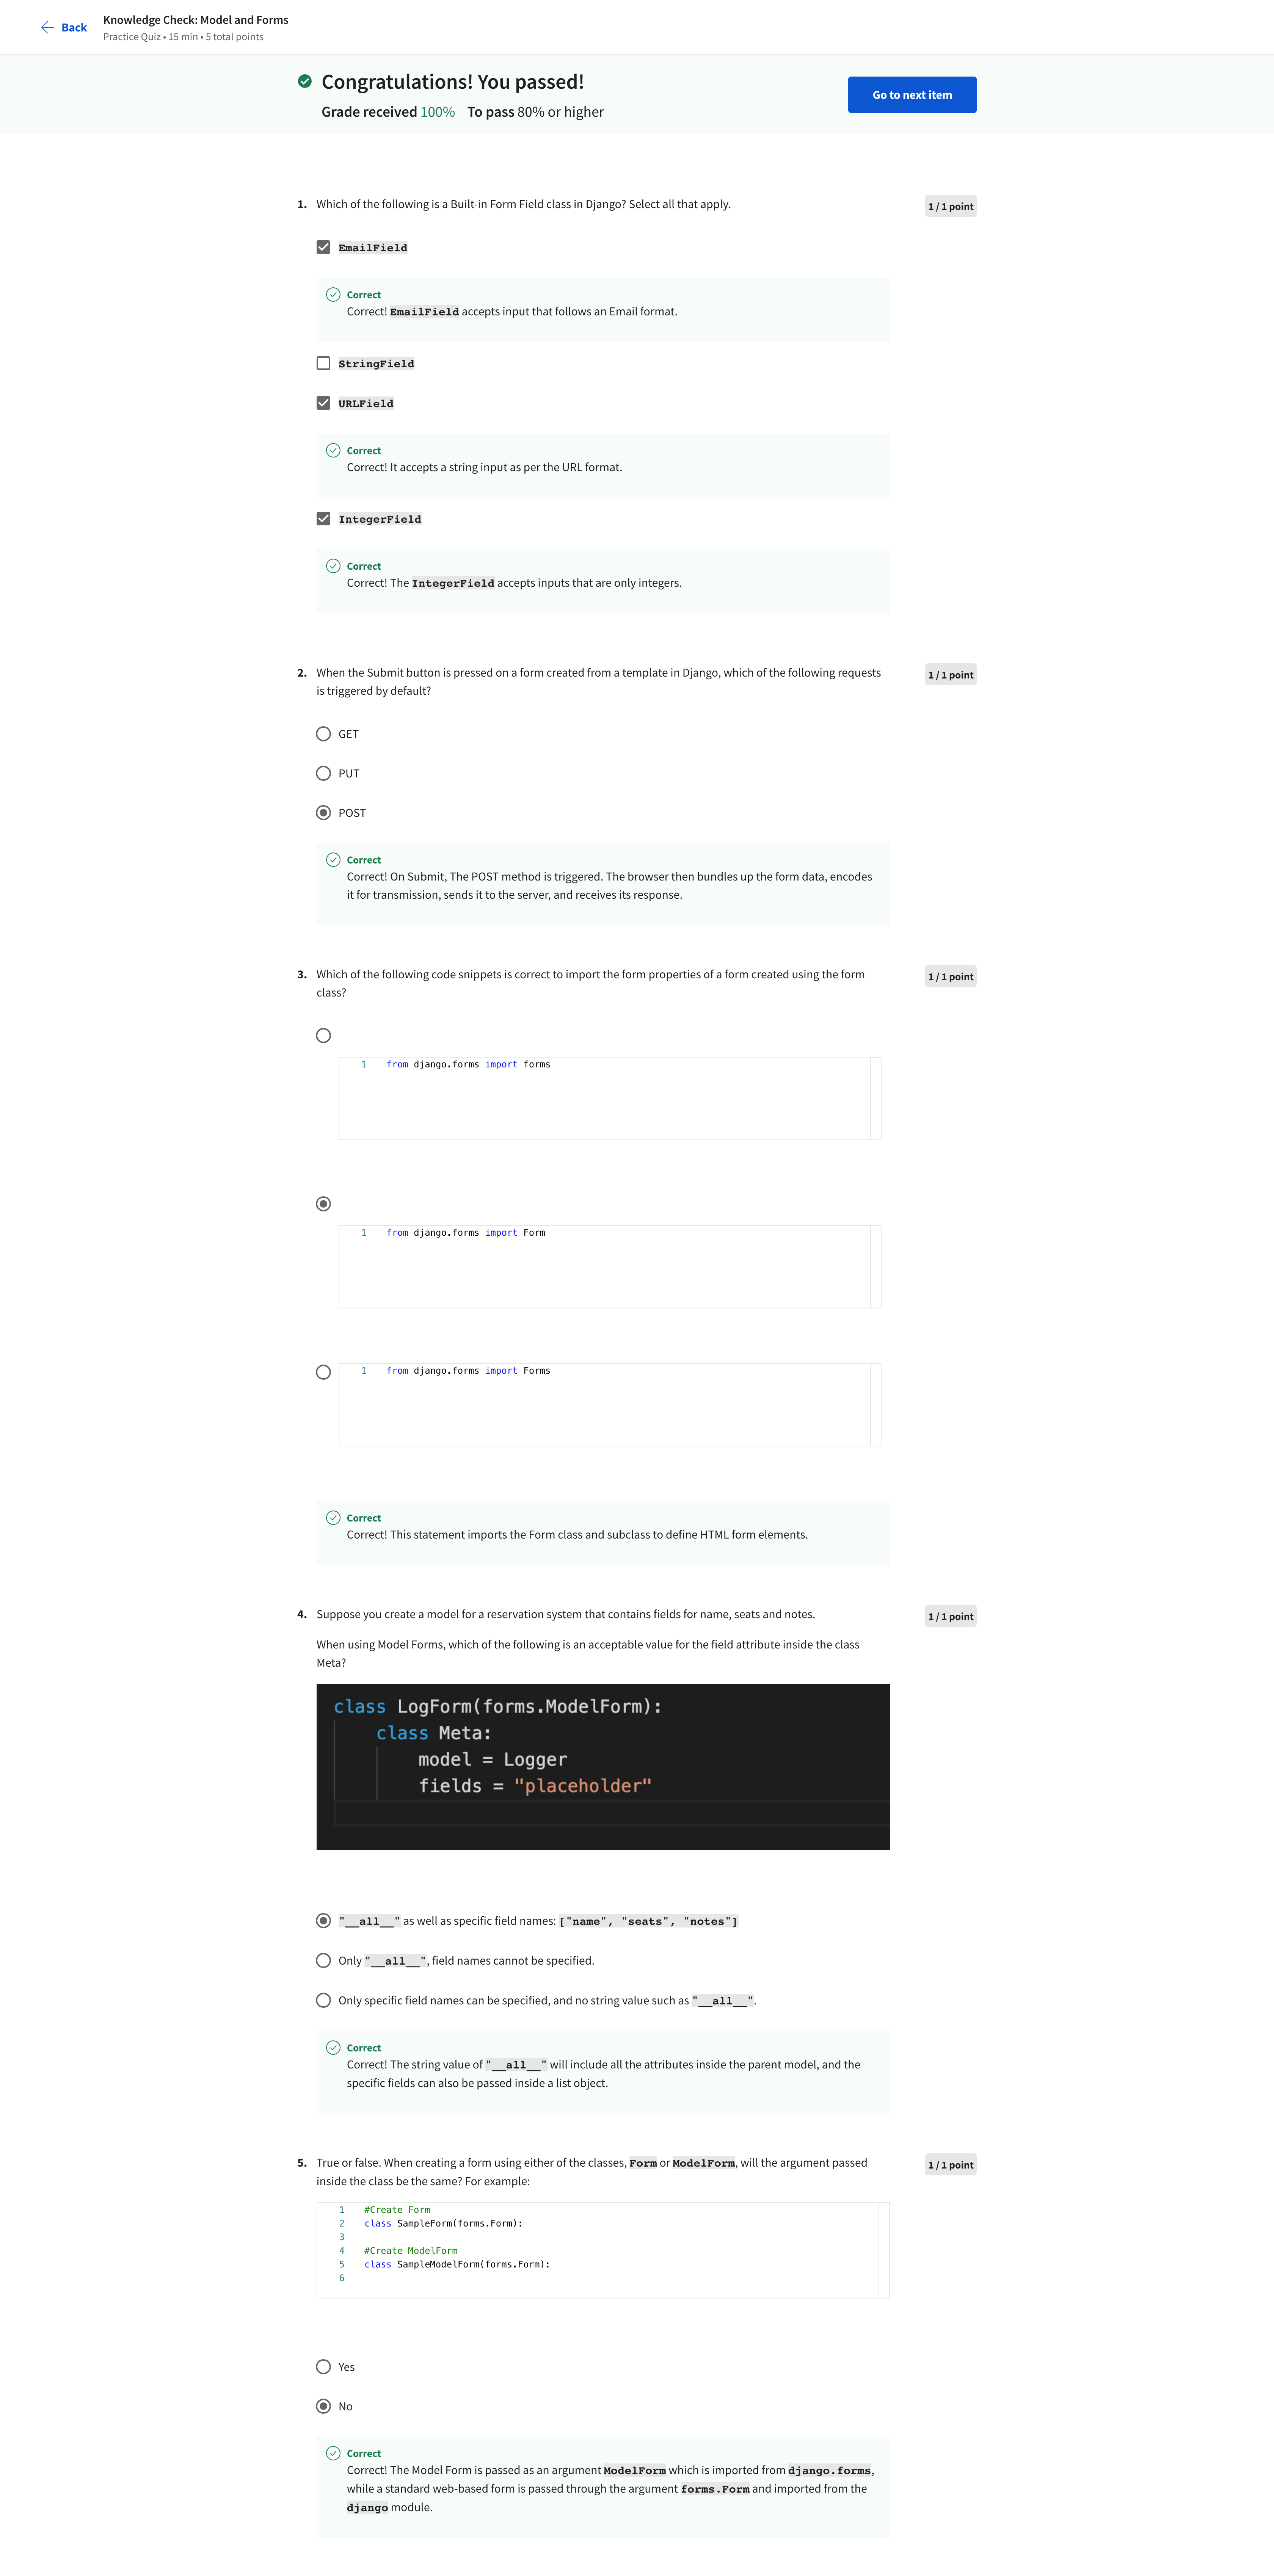 Back
Knowledge Check: Model and Forms
Practice Quiz • 15 min • 5 total points
Congratulations! You passed!
Grade received 100% To pass 80% or higher
Go to next item
1. Which of the following is a Built-in Form Field class in Django? Select all that apply.
1 / 1 point
EmailField
Correct
Correct! EmailField accepts input that follows an Email format.
StringField
URLField
Correct
Correct! It accepts a string input as per the URL format.
IntegerField
Correct
Correct! The IntegerField accepts inputs that are only integers.
2. When the Submit button is pressed on a form created from a template in Django, which of the following requests
is triggered by default?
1 / 1 point
GET
PUT
POST
Correct
Correct! On Submit, The POST method is triggered. The browser then bundles up the form data, encodes
it for transmission, sends it to the server, and receives its response.
3. Which of the following code snippets is correct to import the form properties of a form created using the form
class?
1 / 1 point
1 from django.forms import forms
1 from django.forms import Form
1 from django.forms import Forms
Correct
Correct! This statement imports the Form class and subclass to define HTML form elements.
4. Suppose you create a model for a reservation system that contains fields for name, seats and notes.
1 / 1 point
When using Model Forms, which of the following is an acceptable value for the field attribute inside the class
Meta?
class LogForm(forms.ModelForm):
class Meta:
model = Logger
fields = "placeholder"
"__all__" as well as specific field names: ["name", "seats", "notes"]
Only "__all__", field names cannot be specified.
Only specific field names can be specified, and no string value such as "__all__".
Correct
Correct! The string value of "__all__" will include all the attributes inside the parent model, and the
specific fields can also be passed inside a list object.
5. True or false. When creating a form using either of the classes, Form or ModelForm, will the argument passed
inside the class be the same? For example:
1 / 1 point
1 #Create Form
2 class SampleForm(forms.Form):
3
4 #Create ModelForm
5 class SampleModelForm(forms.Form):
6
Yes
No
Correct
Correct! The Model Form is passed as an argument ModelForm which is imported from django.forms,
while a standard web-based form is passed through the argument forms.Form and imported from the
django module.